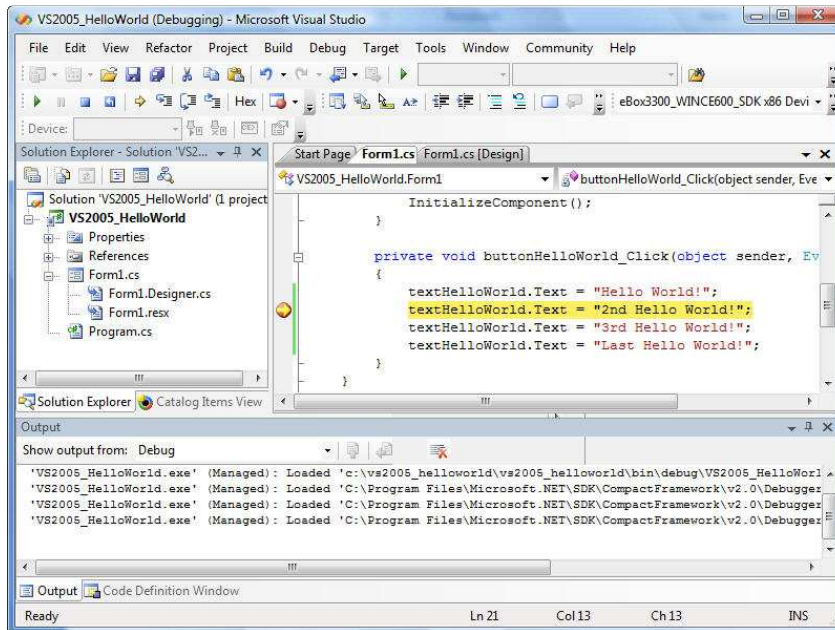 VS2005_HelloWorld (Debugging) - Microsoft Visual Studio
File Edit View Refactor Project Build Debug Target Tools Window Community Help
Hex eBox3300_WINCE600_SDK x86 Devi
Device:
Solution Explorer - Solution 'VS2...
Start Page Form1.cs Form1.cs [Design]
VS2005_HelloWorld.Form1 buttonHelloWorld_Click(object sender, Eve
Solution 'VS2005_HelloWorld' (1 project
VS2005_HelloWorld
Properties
References
Form1.cs
Form1.Designer.cs
Form1.resx
Program.cs
InitializeComponent();
}
private void buttonHelloWorld_Click(object sender, Ev
{
textHelloWorld.Text = "Hello World!";
textHelloWorld.Text = "2nd Hello World!";
textHelloWorld.Text = "3rd Hello World!";
textHelloWorld.Text = "Last Hello World!";
}
}
Solution Explorer Catalog Items View
Output
Show output from: Debug
'VS2005_HelloWorld.exe' (Managed): Loaded 'c:\vs2005_helloworld\vs2005_helloworld\bin\debug\VS2005_HelloWorl
'VS2005_HelloWorld.exe' (Managed): Loaded 'C:\Program Files\Microsoft.NET\SDK\CompactFramework\v2.0\Debugger
'VS2005_HelloWorld.exe' (Managed): Loaded 'C:\Program Files\Microsoft.NET\SDK\CompactFramework\v2.0\Debugger
'VS2005_HelloWorld.exe' (Managed): Loaded 'C:\Program Files\Microsoft.NET\SDK\CompactFramework\v2.0\Debugger
Output Code Definition Window
Ready Ln 21 Col 13 Ch 13 INS